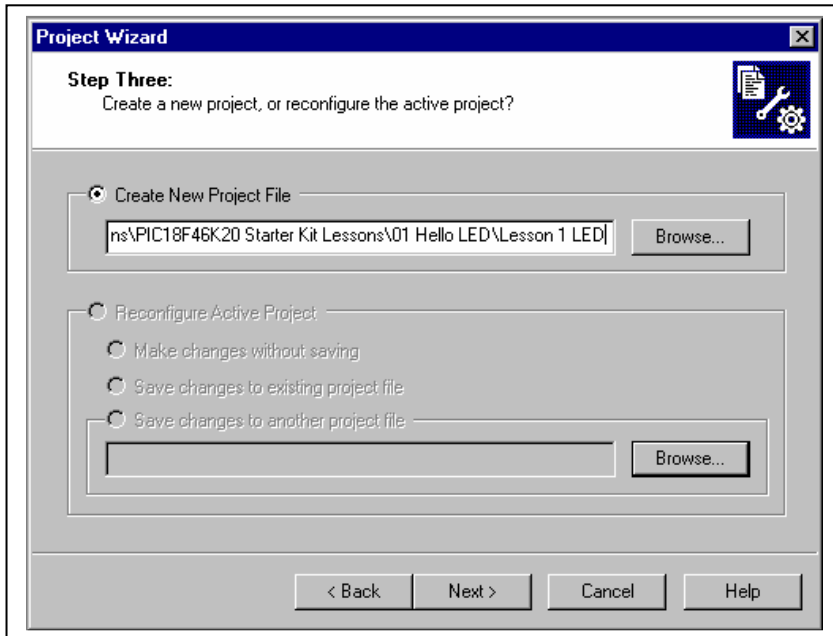 Project Wizard
Step Three:
Create a new project, or reconfigure the active project?
Create New Project File
ns\PIC18F46K20 Starter Kit Lessons\01 Hello LED\Lesson 1 LED
Browse...
Reconfigure Active Project
Make changes without saving
Save changes to existing project file
Save changes to another project file
Browse...
< Back
Next >
Cancel
Help